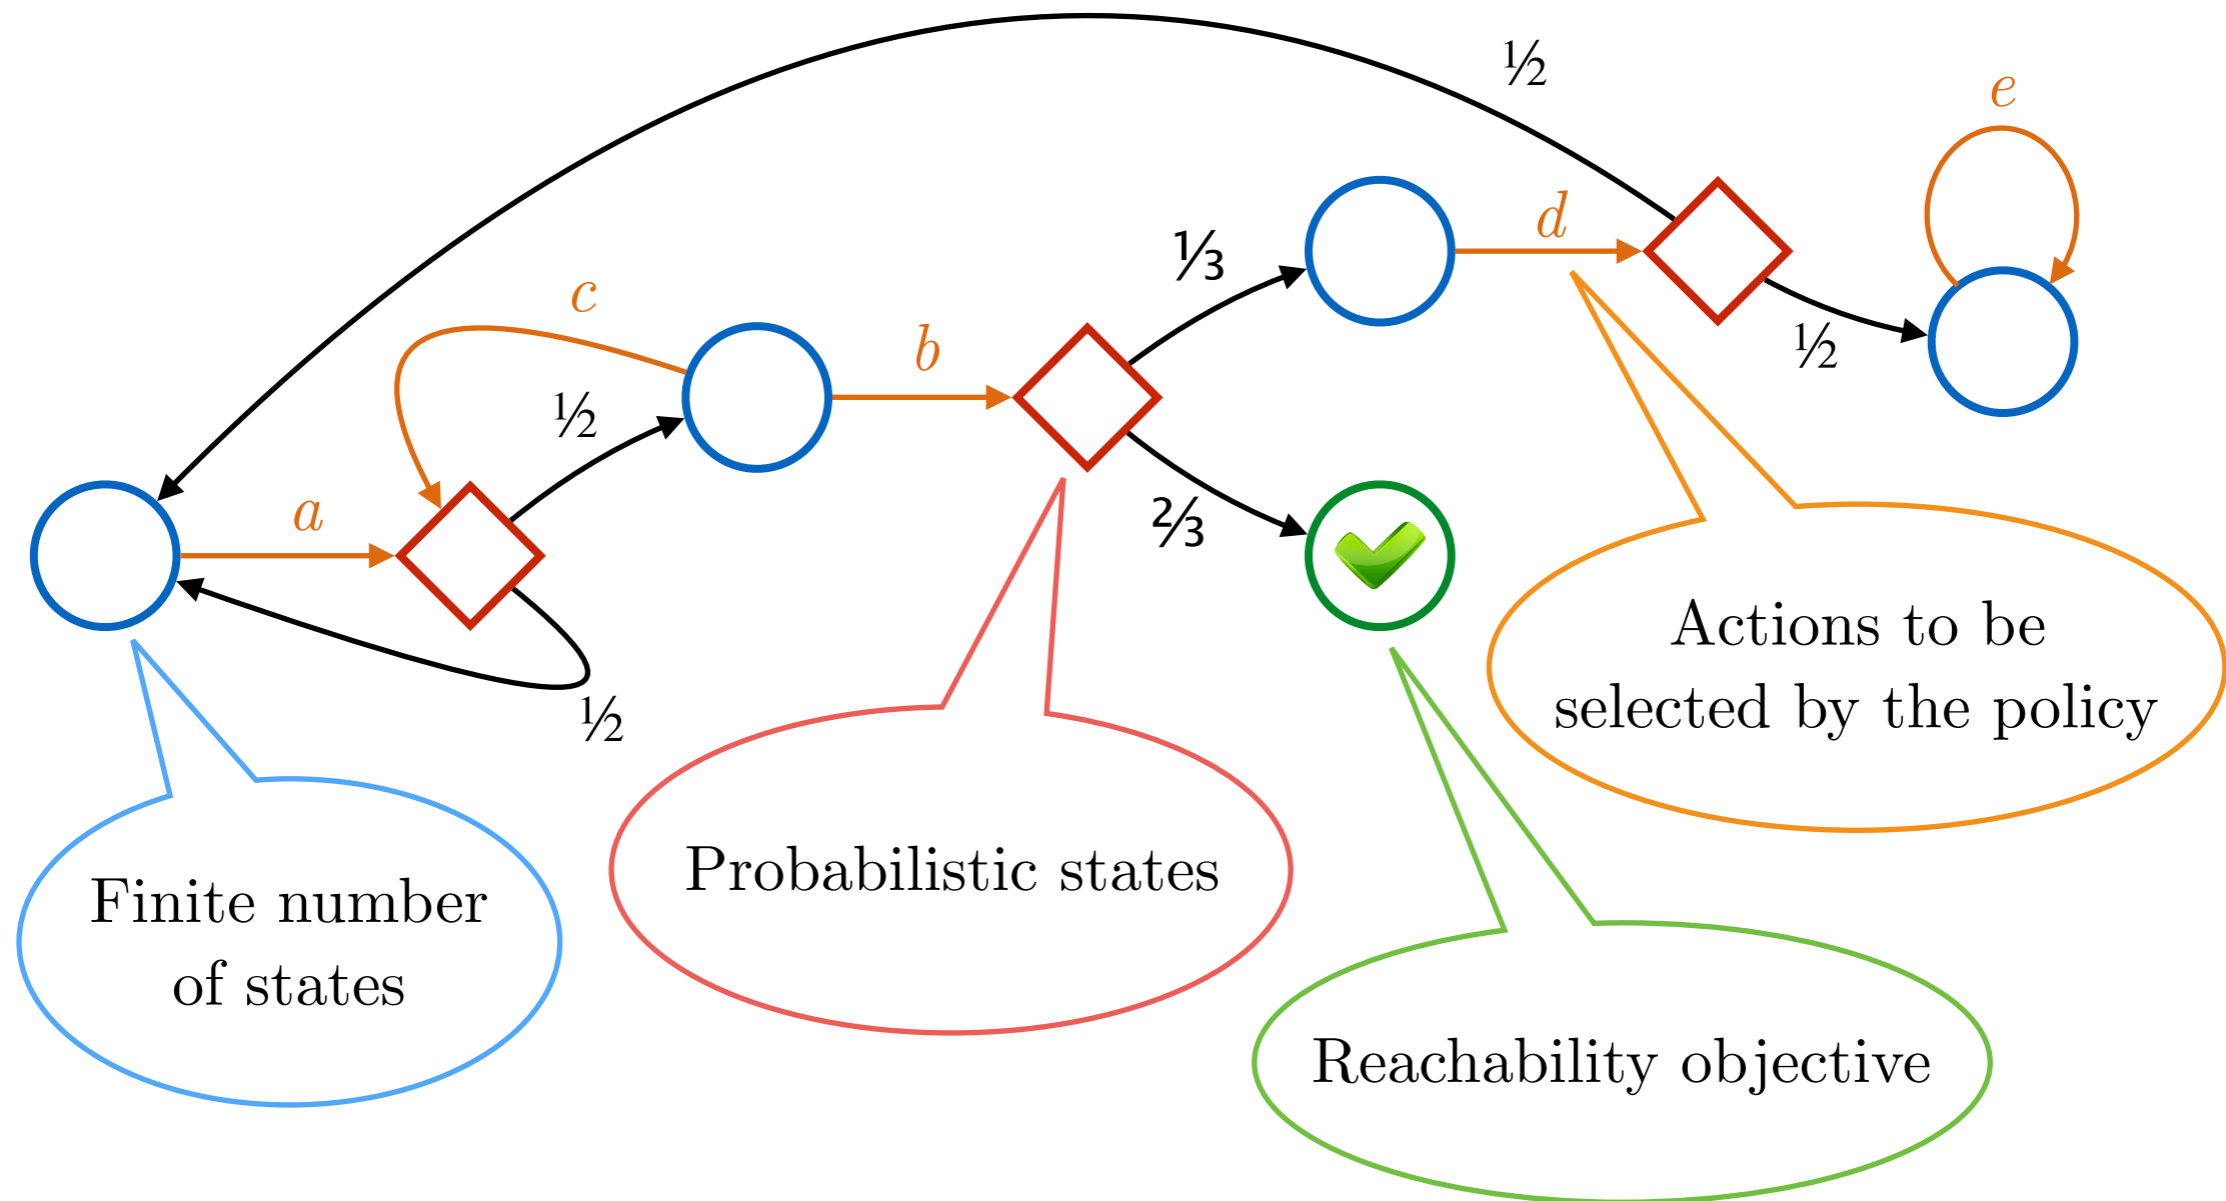 ½
e
d
⅓
c
b
½
½
a
⅔
½
Actions to be
selected by the policy
Probabilistic states
Finite number
of states
Reachability objective